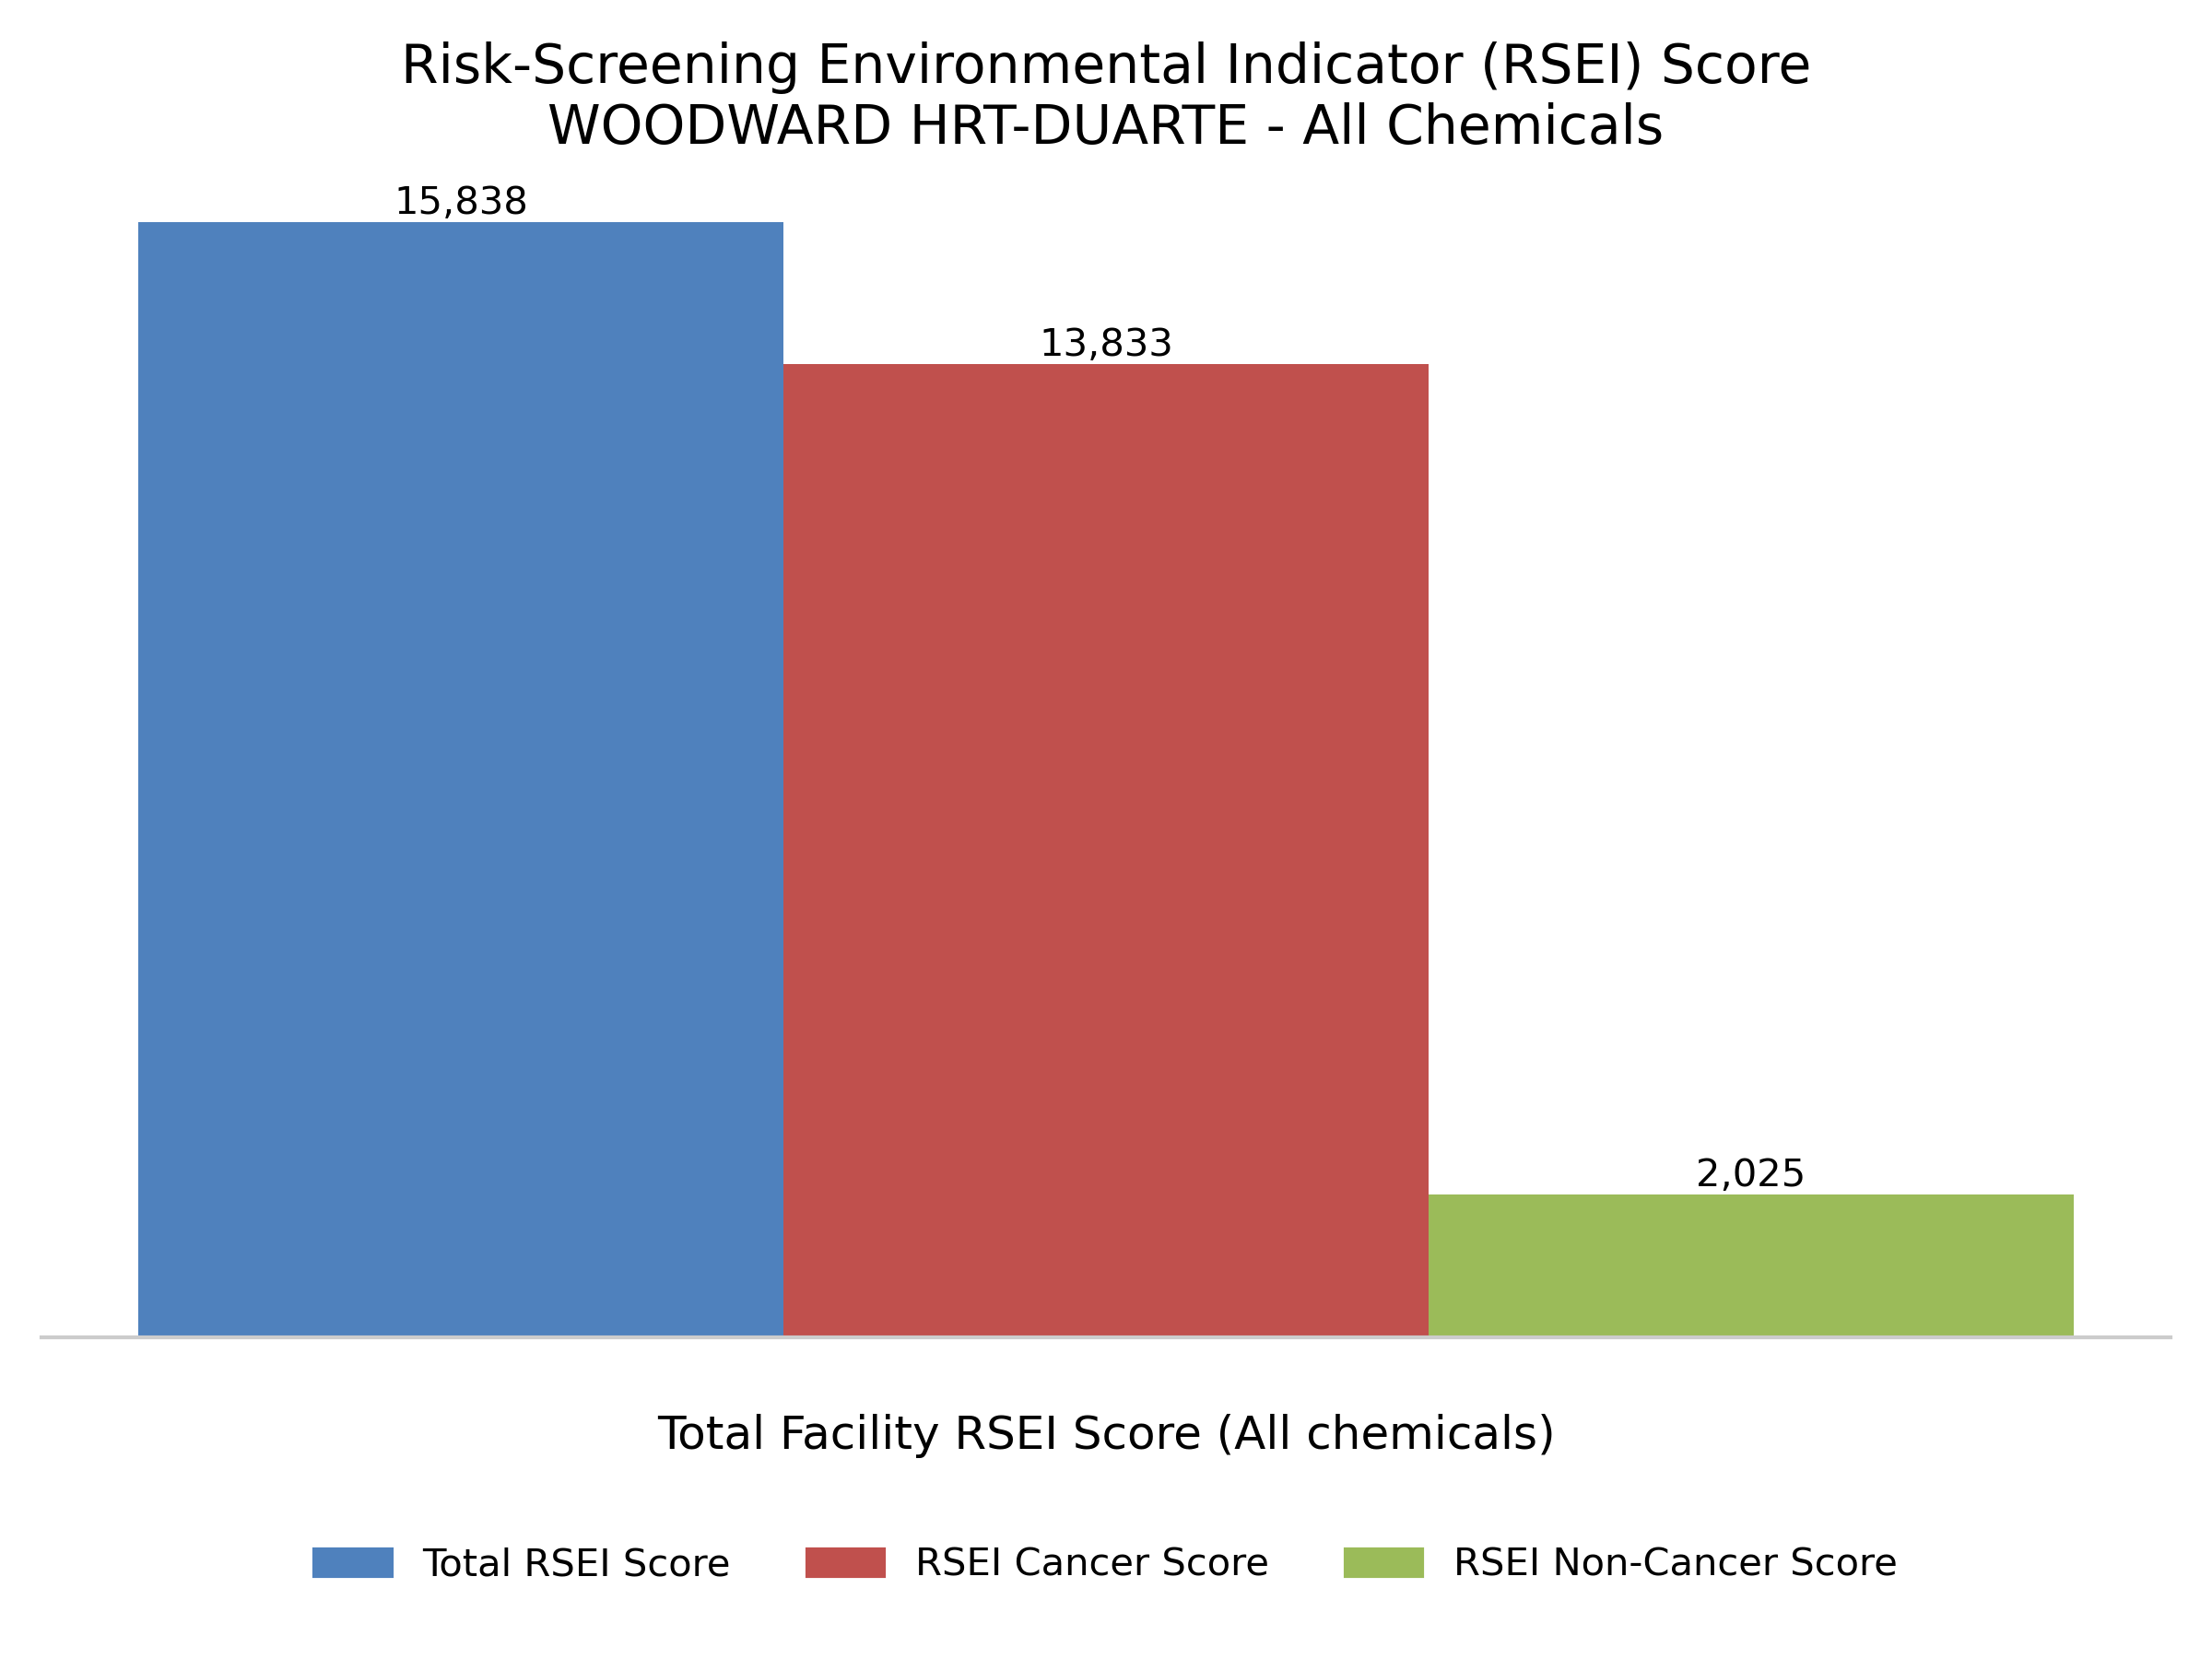 Risk-Screening Environmental Indicator (RSEI) Score
WOODWARD HRT-DUARTE - All Chemicals
15,838
13,833
2,025
Total Facility RSEI Score (All chemicals)
Total RSEI Score
RSEI Cancer Score
RSEI Non-Cancer Score